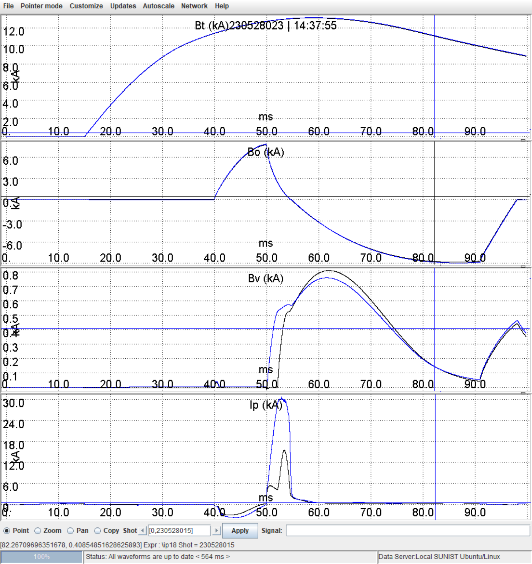 File Pointer mode Customize Updates Autoscale Network Help
Bt (kA)230528023 | 14:37:55
12.0
10.0
8.0
kA
6.0
4.0
2.0
ms
0. 10.0 20.0 30.0 40.0 50.0 60.0 70.0 80.0 90.0
Bo (kA)
6.0
3.0
0.
kA
-3.0
-6.0
ms
0. 10.0 20.0 30.0 40.0 50.0 60.0 70.0 80.0 90.0
Bv (kA)
0.8
0.7
0.6
0.5
0.4
kA
0.3
0.2
0.1
ms
0. 10.0 20.0 30.0 40.0 50.0 60.0 70.0 80.0 90.0
Ip (kA)
30.0
24.0
18.0
kA
12.0
6.0
ms
0. 10.0 20.0 30.0 40.0 50.0 60.0 70.0 80.0 90.0
Point Zoom Pan Copy Shot [0,230528015] Apply Signal:
[82.26709696351678, 0.40854851628625893] Expr : \ip18 Shot = 230528015
100% Status: All waveforms are up to date < 564 ms > Data Server:Local SUNIST Ubuntu/Linux